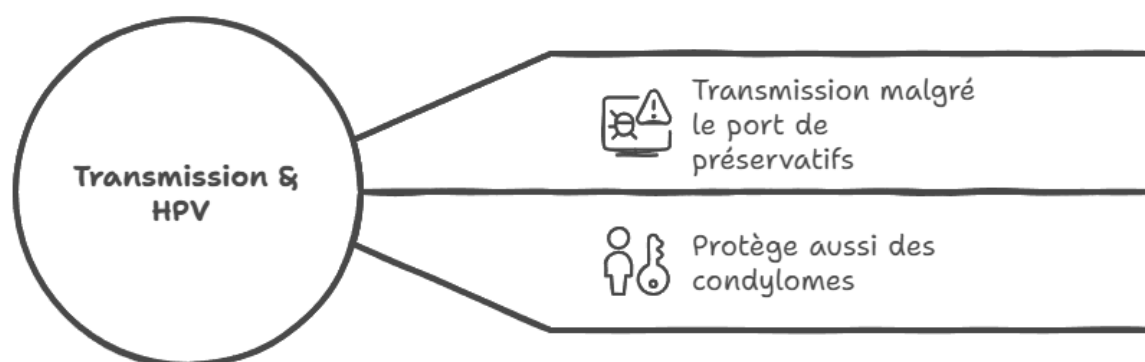 Transmission &
HPV
Transmission malgré
le port de
préservatifs
Protège aussi des
condylomes